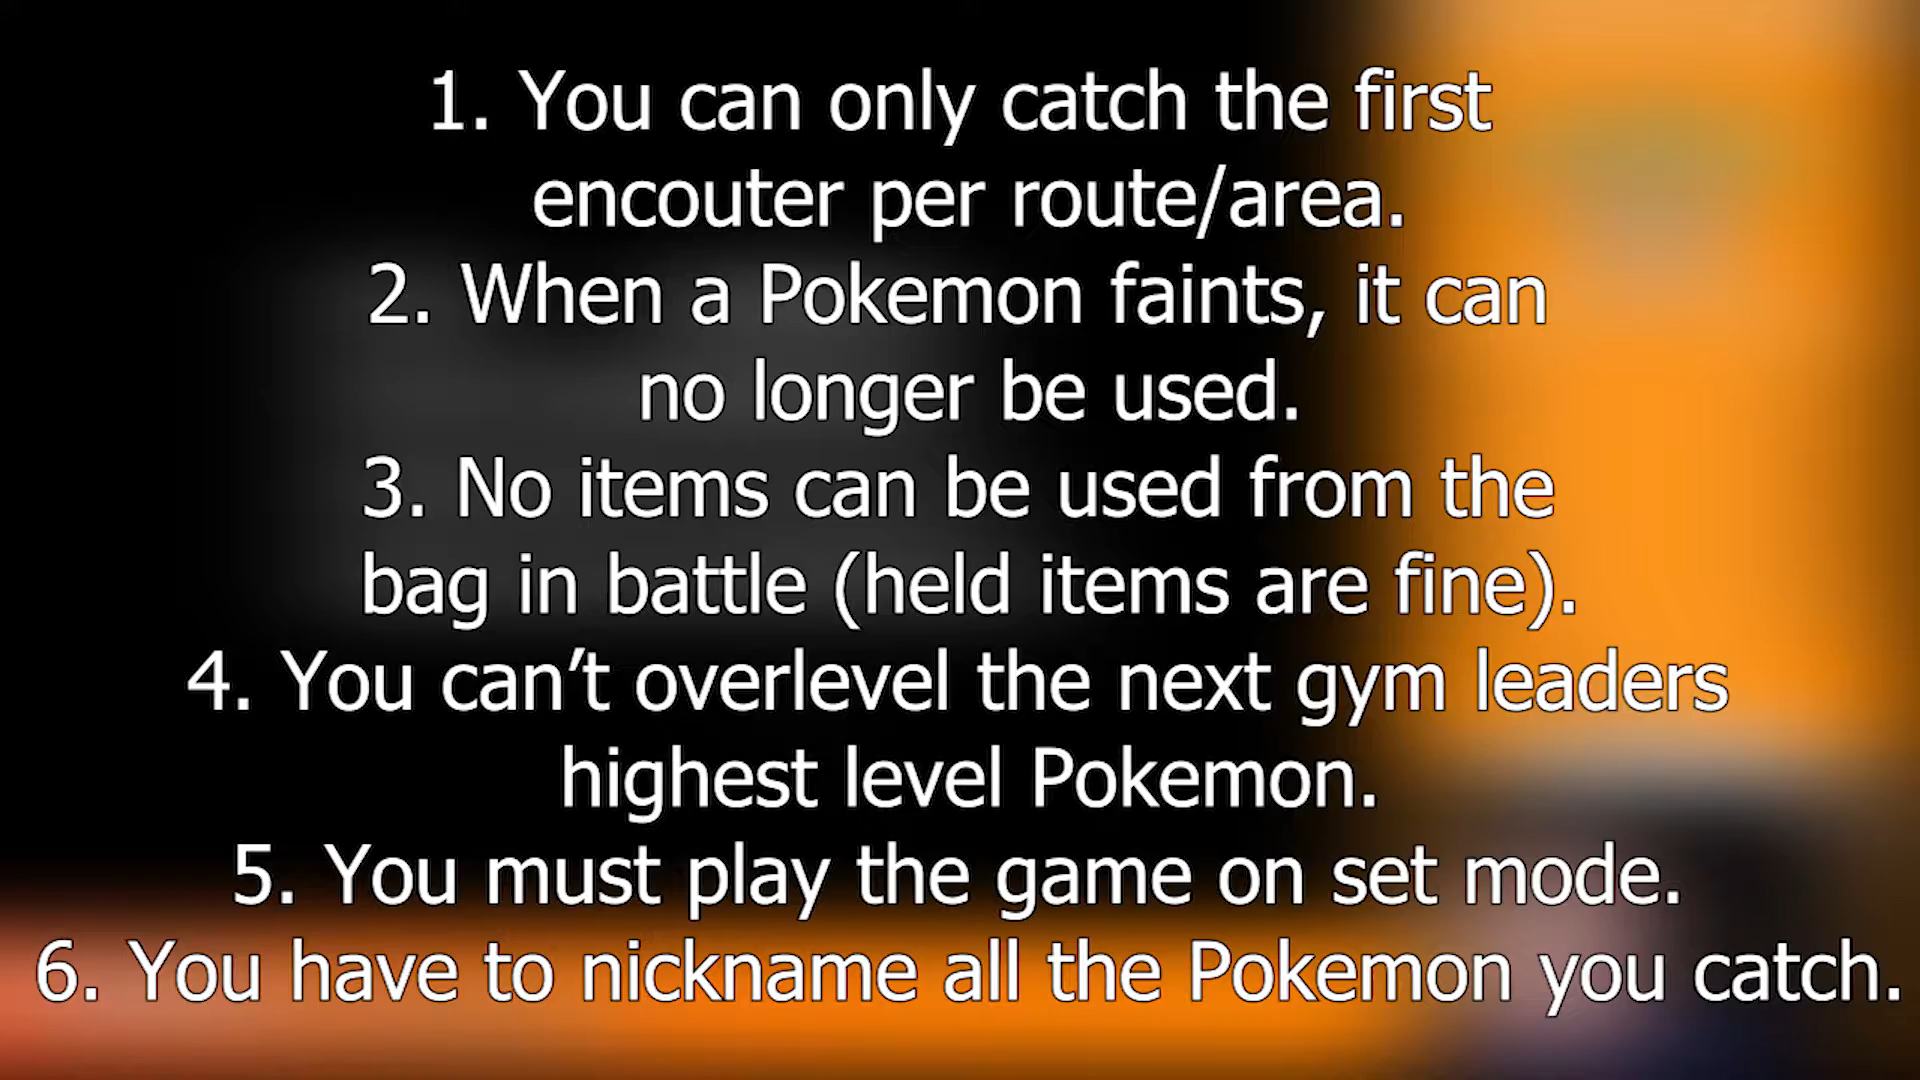 1. You can only catch the first
encouter per route/area.
2. When a Pokemon faints, it can
no longer be used.
3. No items can be used from the
bag in battle (held items are fine).
4. You can’t overlevel the next gym leaders
highest level Pokemon.
5. You must play the game on set mode.
6. You have to nickname all the Pokemon you catch.